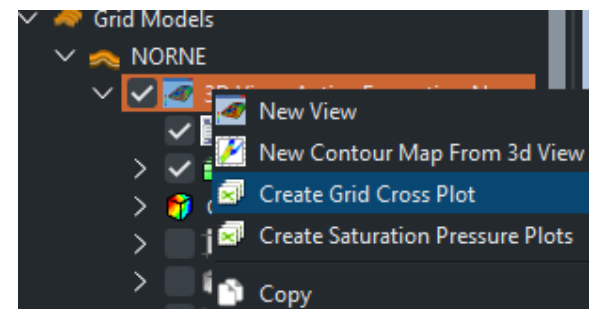 Grid Models
NORNE
New View
New Contour Map From 3d View
Create Grid Cross Plot
Create Saturation Pressure Plots
Copy